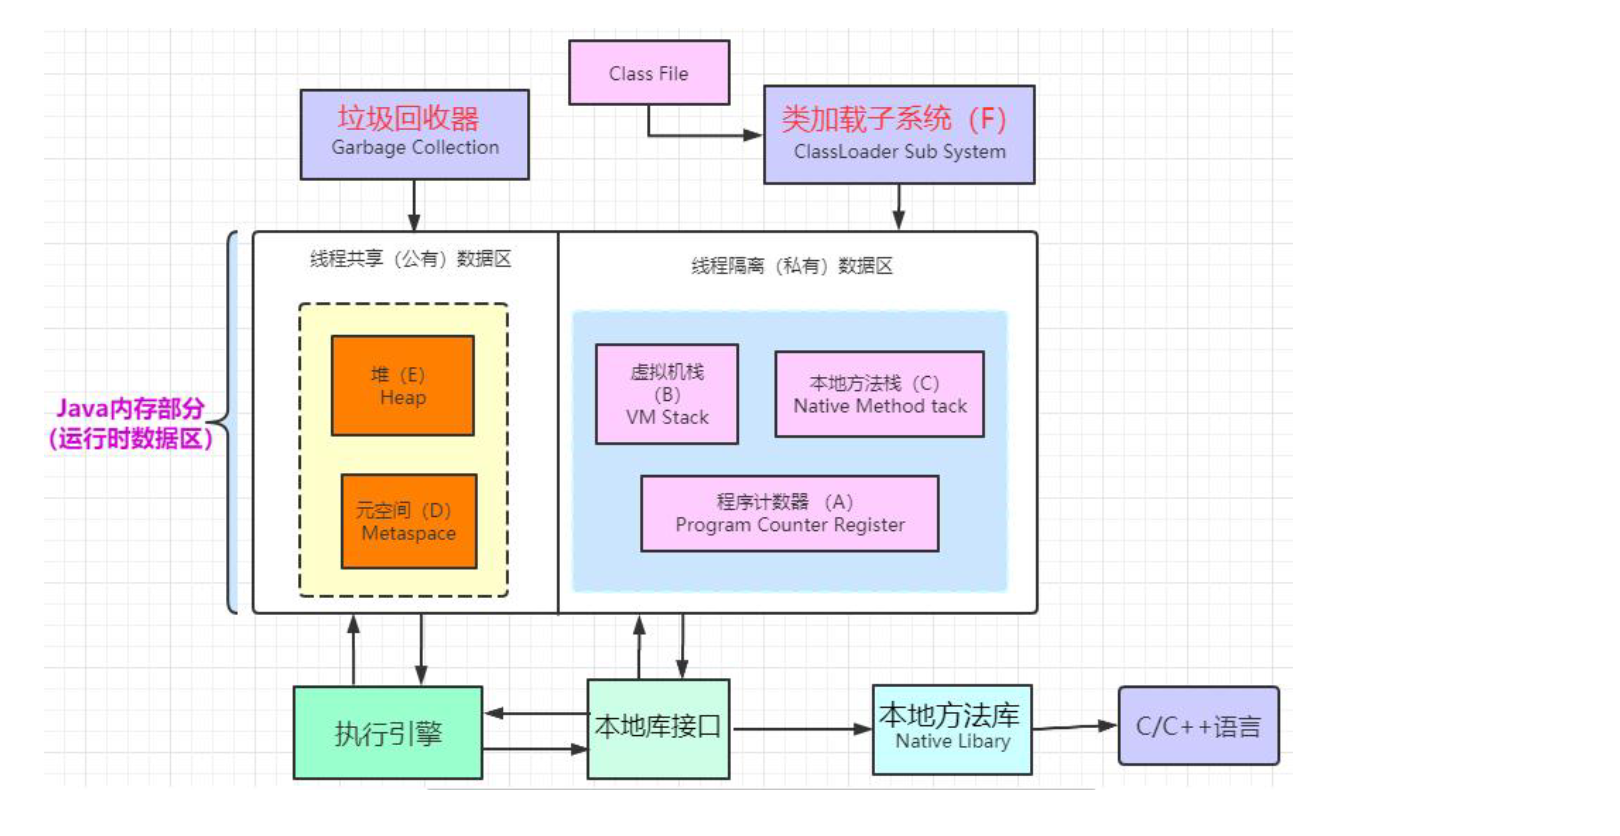 Class File
垃圾回收器
Garbage Collection
类加载子系统（F）
ClassLoader Sub System
线程共享（公有）数据区
线程隔离（私有）数据区
堆（E）
Heap
虚拟机栈
（B）
VM Stack
本地方法栈（C）
Native Method tack
Java内存部分
(运行时数据区)
元空间（D）
Metaspace
程序计数器 （A）
Program Counter Register
执行引擎
本地库接口
本地方法库
Native Libary
C/C++语言